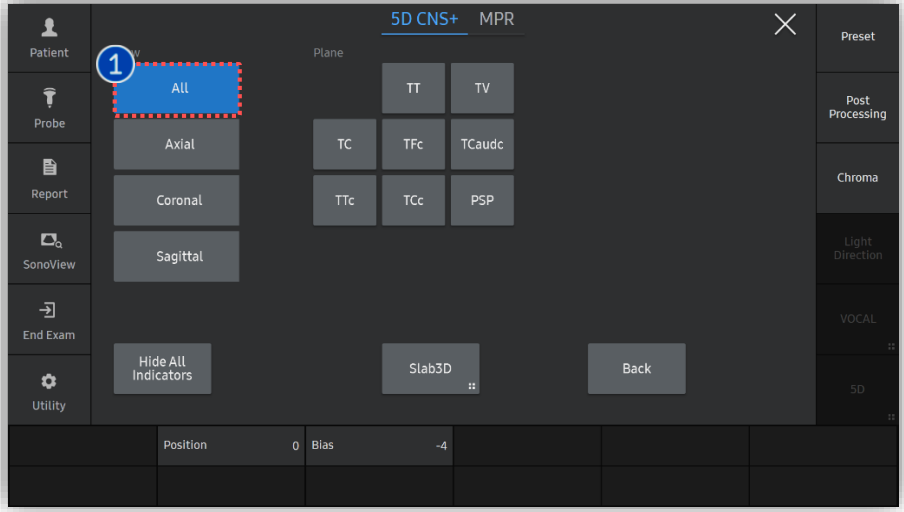 5D CNS+ MPR
Patient
Probe
Report
SonoView
End Exam
Utility
1
Plane
All
Axial
Coronal
Sagittal
TT TV
TC TFc TCaudc
TTc TCc PSP
Hide All
Indicators
Slab3D
Back
Preset
Post
Processing
Chroma
Light
Direction
VOCAL
5D
Position 0 Bias -4